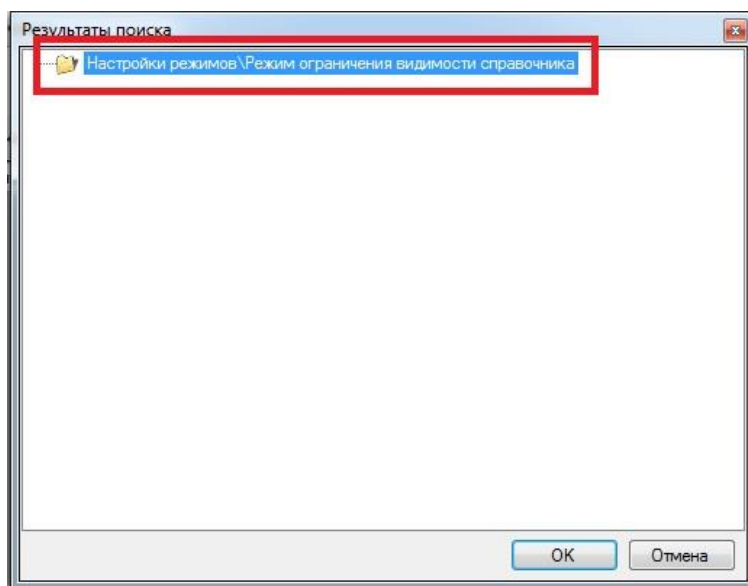 Результаты поиска
Настройки режимов\Режим ограничения видимости справочника
OK
Отмена